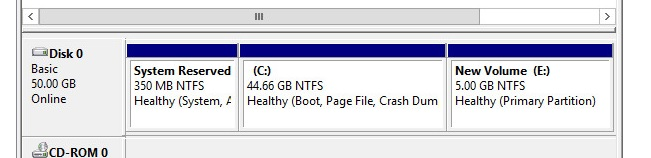 Disk 0
Basic
50.00 GB
Online
System Reserved
350 MB NTFS
Healthy (System, A
(C:)
44.66 GB NTFS
Healthy (Boot, Page File, Crash Dum
New Volume (E:)
5.00 GB NTFS
Healthy (Primary Partition)
CD-ROM 0